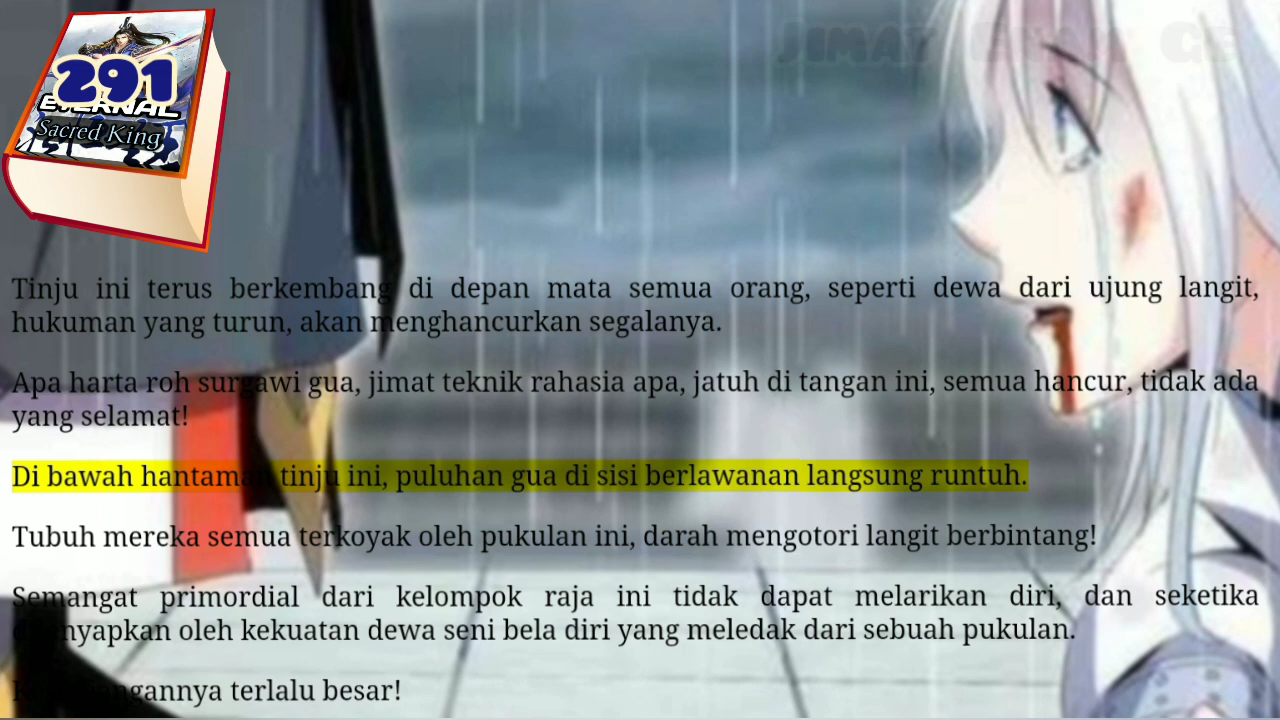 291
ETERNAL
Sacred King
Tinju ini terus berkembang di depan mata semua orang, seperti dewa dari ujung langit,
hukuman yang turun, akan menghancurkan segalanya.
Apa harta roh surgawi gua, jimat teknik rahasia apa, jatuh di tangan ini, semua hancur, tidak ada
yang selamat!
Di bawah hantaman tinju ini, puluhan gua di sisi berlawanan langsung runtuh.
Tubuh mereka semua terkoyak oleh pukulan ini, darah mengotori langit berbintang!
Semangat primordial dari kelompok raja ini tidak dapat melarikan diri, dan seketika
oleh kekuatan dewa seni bela diri yang meledak dari sebuah pukulan.
terlalu besar!